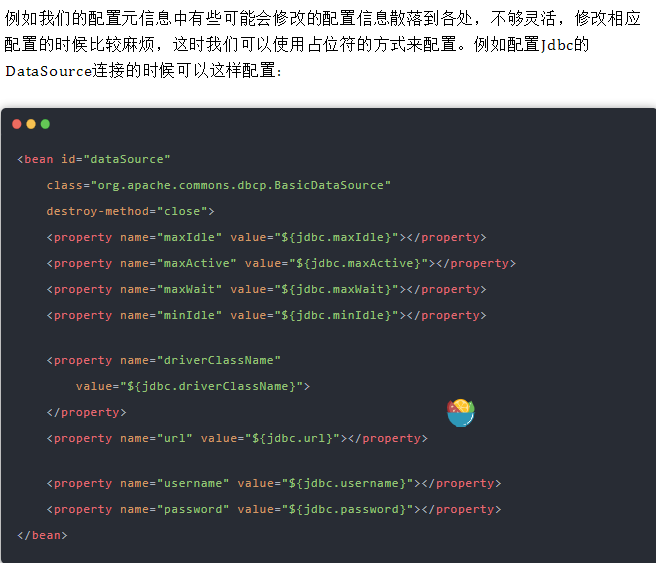 例如我们的配置元信息中有些可能会修改的配置信息散落到各处，不够灵活，修改相应
配置的时候比较麻烦，这时我们可以使用占位符的方式来配置。例如配置Jdbc的
DataSource连接的时候可以这样配置：
<bean id="dataSource"
    class="org.apache.commons.dbcp.BasicDataSource"
    destroy-method="close">
    <property name="maxIdle" value="${jdbc.maxIdle}"></property>
    <property name="maxActive" value="${jdbc.maxActive}"></property>
    <property name="maxWait" value="${jdbc.maxWait}"></property>
    <property name="minIdle" value="${jdbc.minIdle}"></property>
    <property name="driverClassName"
        value="${jdbc.driverClassName}">
    </property>
    <property name="url" value="${jdbc.url}"></property>
    <property name="username" value="${jdbc.username}"></property>
    <property name="password" value="${jdbc.password}"></property>
</bean>